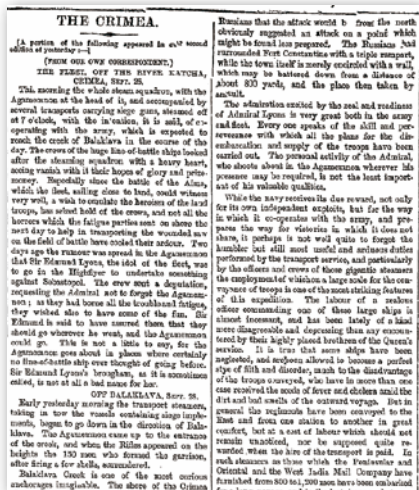 THE CRIMEA.
[A portion of the following appeared in our second
edition of yesterday:—]
(FROM OUR OWN CORRESPONDENT.)
THE FLEET, OFF THE RIVER KATCHA,
CRIMEA, SEPT. 25.
This morning the whole steam squadron, with the
Agamemnon at the head of it, and accompanied by
several transports carrying siege guns, steamed off
at 7 o'clock, with the intention, it is said, of co-
operating with the army, which is expected to
reach the creek of Balaklava in the course of the
day. The crews of the huge line-of-battle ships looked
after the steaming squadron with a heavy heart,
seeing vanish with it their hopes of glory and prize-
money. Especially since the battle of the Alma,
which the fleet, sailing close to land, could witness
very well, a wish to emulate the heroism of the land
troops, has seized hold of the crews, and not all the
horrors which the fatigue parties sent on shore the
next day to help in transporting the wounded saw
on the field of battle have cooled their ardour. Two
days ago the rumour was spread in the Agamemnon
that Sir Edmund Lyons, the idol of the fleet, was
to go in the Highflyer to undertake something
against Sebastopol. The crew sent a deputation,
requesting the Admiral not to forget the Agamem-
non; as they had borne all the trouble and fatigue,
they wished also to have some of the fun. Sir
Edmund is said to have assured them that they
should go wherever he went, and the Agamemnon
could go. This is not a little to say, for the
Agamemnon goes about in places where certainly
no line-of-battle ship ever thought of going before.
Sir Edmund Lyons's brougham, as it is sometimes
called, is not at all a bad name for her.
OFF BALAKLAVA, SEPT. 28.
Early yesterday morning the transport steamers,
taking in tow the vessels containing siege imple-
ments, began to go down in the direction of Bala-
klava. The Agamemnon came up to the entrance
of the creek, and when the Rifles appeared on the
heights the 150 men who formed the garrison,
after firing a few shells, surrendered.
Balaklava Creek is one of the most curious
anchorages imaginable. The shore of the Crimea
Russians that the attack would be from the north
obviously suggested an attack on a point which
might be found less prepared. The Russians had
surrounded Fort Constantine with a triple rampart,
while the town itself is merely encircled with a wall,
which may be battered down from a distance of
about 800 yards, and the place then taken by
assault.
The admiration excited by the zeal and readiness
of Admiral Lyons is very great both in the army
and fleet. Every one speaks of the skill and per-
severance with which all the plans for the dis-
embarcation and supply of the troops have been
carried out. The personal activity of the Admiral,
who shoots about in the Agamemnon wherever his
presence may be required, is not the least import-
ant of his valuable qualities.
While the navy receives its due reward, not only
for its own independent exploits, but for the way
in which it co-operates with the army, and pre-
pares the way for victories in which it does not
share, it perhaps is not well quite to forget the
humbler but still most useful and arduous duties
performed by the transport service, and particularly
by the officers and crews of those gigantic steamers
the employment of which on a large scale for the con-
veyance of troops is one of the most striking features
of this expedition. The labour of a zealous
officer commanding one of these large ships is
almost incessant, and has been lately of a kind
more disagreeable and depressing than any encoun-
tered by their highly placed brethren of the Queen's
service. It is true that some ships have been
neglected, and allowed to become a perfect
stye of filth and disorder, much to the disadvantage
of the troops conveyed, who have in more than one
case received the seeds of fever and cholera amid the
dirt and bad smells of the outward voyage. But in
general the regiments have been conveyed to the
East and from one station to another in great
comfort, but at a cost of labour which should not
remain unnoticed, nor be supposed quite re-
warded when the hire of the transport is paid. In
such steamers as those which the Peninsular and
Oriental and the West India Mail Company have
furnished from 800 to 1,200 men have been embarked,